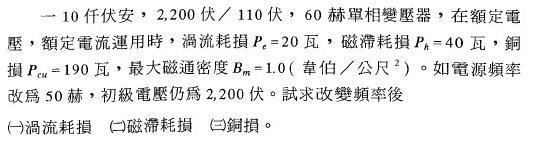 一 10 仟伏安，2,200 伏／110 伏，60 赫單相變壓器，在額定電
壓，額定電流運用時，渦流耗損 Pe＝20 瓦，磁滯耗損 Ph＝40 瓦，銅
損 Pcu＝190 瓦，最大磁通密度 Bm＝1.0 ( 韋伯／公尺²)。如電源頻率
改爲 50 赫，初級電壓仍爲 2,200 伏。試求改變頻率後
㈠渦流耗損 ㈡磁滯耗損 ㈢銅損。